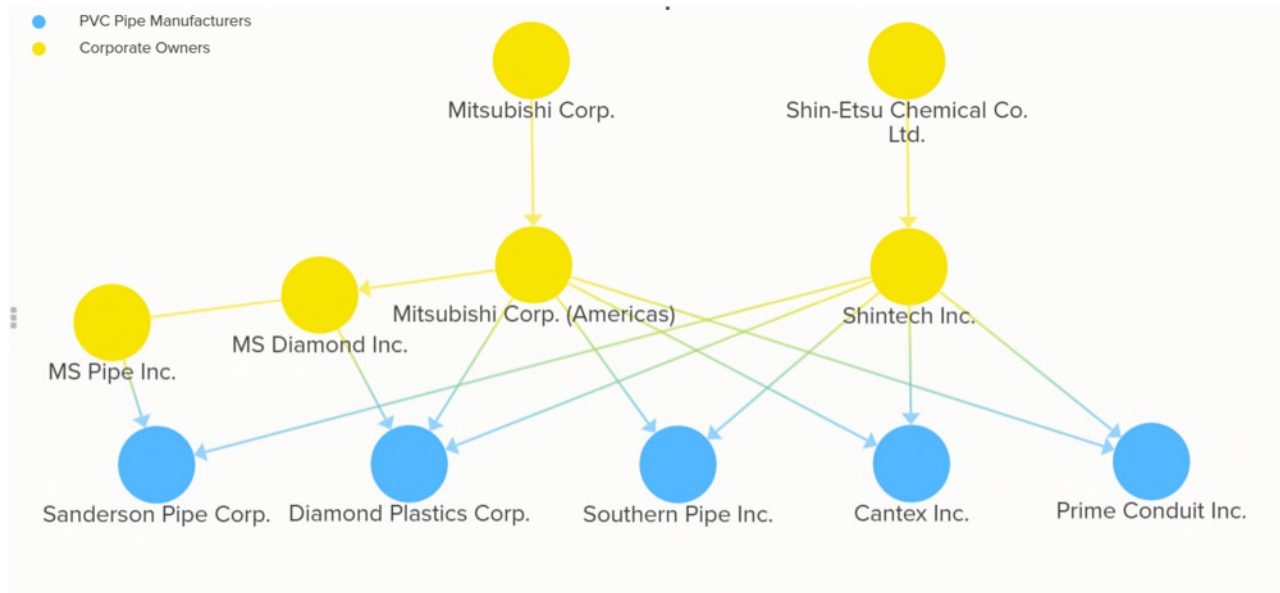 PVC Pipe Manufacturers
Corporate Owners
Mitsubishi Corp.
Shin-Etsu Chemical Co.
Ltd.
Mitsubishi Corp. (Americas)
Shintech Inc.
MS Diamond Inc.
MS Pipe Inc.
Sanderson Pipe Corp.
Diamond Plastics Corp.
Southern Pipe Inc.
Cantex Inc.
Prime Conduit Inc.